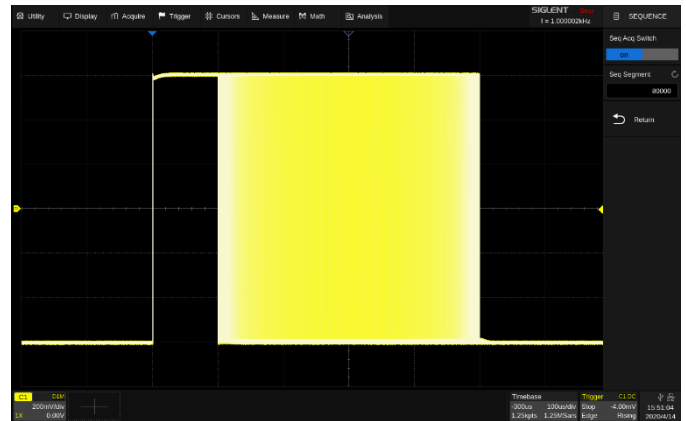 Utility Display Acquire Trigger Cursors Measure Math Analysis
SIGLENT Stop
f = 1.000002kHz
SEQUENCE
Seq Acq Switch
on
Seq Segment
80000
Return
C1 D1M
200mV/div
1X 0.00V
Timebase
-300us 100us/div
1.25kpts 1.25MSa/s
Trigger C1 DC
Stop -4.00mV
Edge Rising
15:51:04
2020/4/14